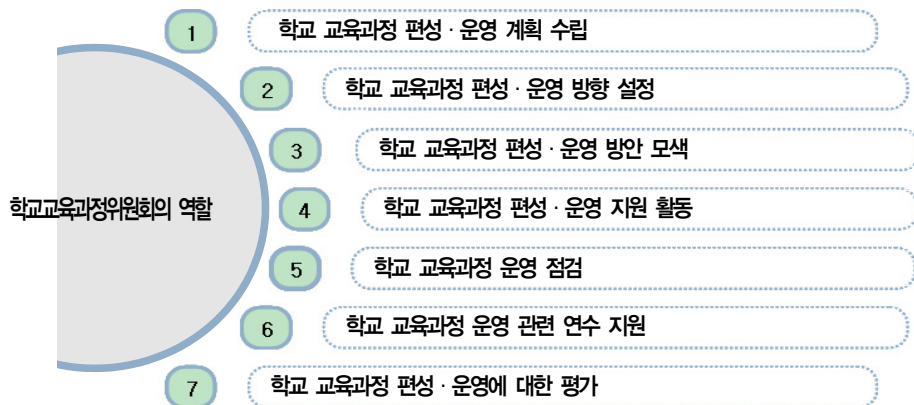 1 학교 교육과정 편성 · 운영 계획 수립
2 학교 교육과정 편성 · 운영 방향 설정
3 학교 교육과정 편성 · 운영 방안 모색
학교교육과정위원회의 역할
4 학교 교육과정 편성 · 운영 지원 활동
5 학교 교육과정 운영 점검
6 학교 교육과정 운영 관련 연수 지원
7 학교 교육과정 편성 · 운영에 대한 평가